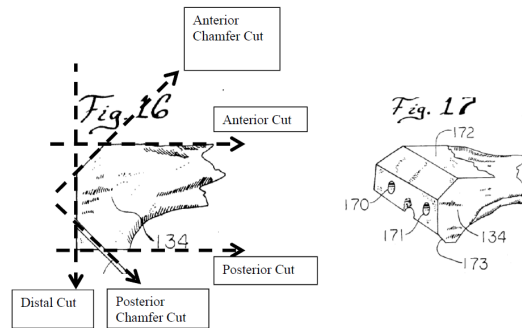 Anterior
Chamfer Cut
Fig. 16
Anterior Cut
Fig. 17
172
170
171
134
173
134
Posterior Cut
Distal Cut
Posterior
Chamfer Cut